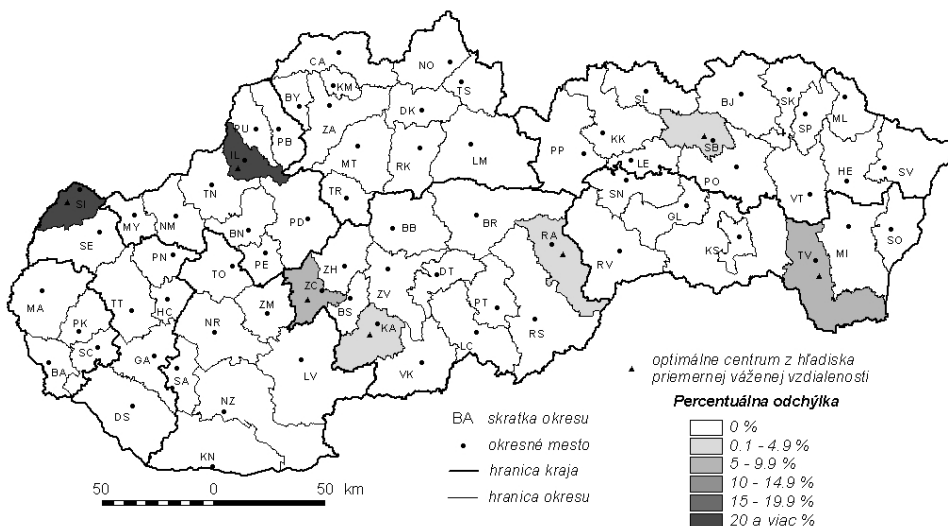 CA
NO
KM
TS
BY
DK
PU
PB
ZA
IL
MT
RK
LM
SL
BJ
SK
ML
SP
KK
SB
PP
LE
PO
HE
SV
VT
SI
TN
TR
SN
GL
MY
NM
PD
BB
BR
RA
SE
BN
KS
TV
MI
SO
RV
PN
TO
PE
ZH
DT
ZC
ZV
MA
TT
HC
ZM
BS
PT
PK
NR
KA
RS
SC
LC
BA
GA
SA
LV
VK
DS
NZ
KN
optimálne centrum z hľadiska
priemernej váženej vzdialenosti
Percentuálna odchýlka
BA skratka okresu
0 %
okresné mesto
0.1 - 4.9 %
5 - 9.9 %
hranica kraja
10 - 14.9 %
hranica okresu
15 - 19.9 %
20 a viac %
50 0 50 km